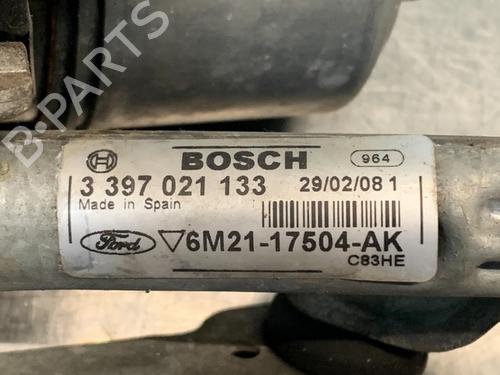 B-PARTS
BOSCH 964
3 397 021 133 29/02/08 1
Made in Spain
Ford 6M21-17504-AK
C83HE